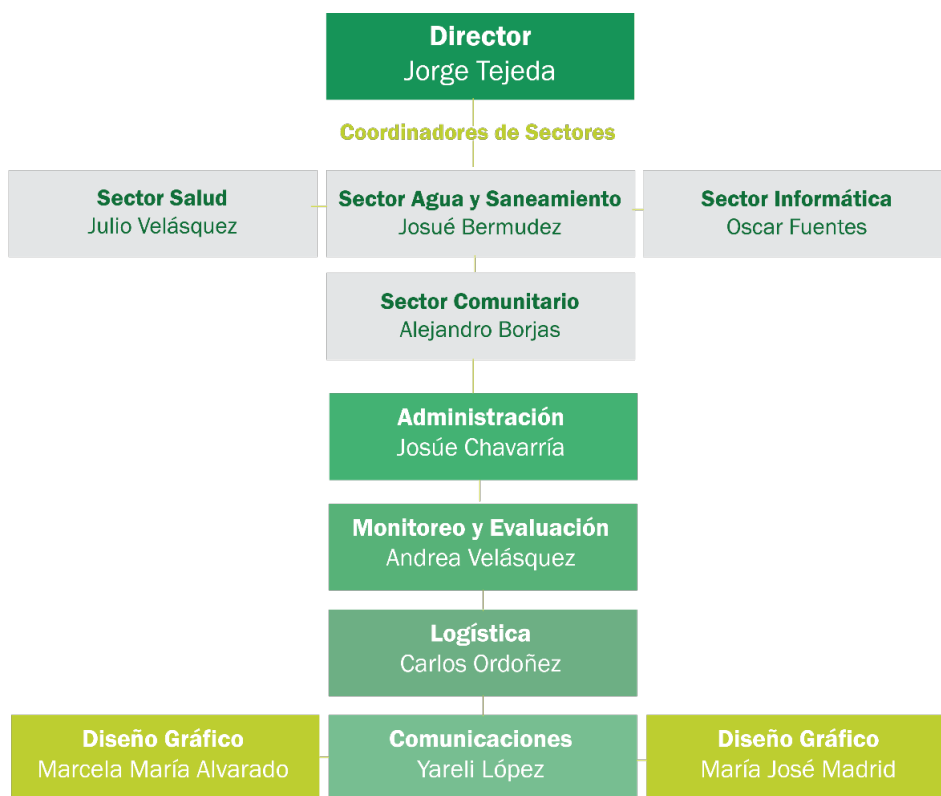 Director
Jorge Tejeda
Coordinadores de Sectores
Sector Salud
Julio Velásquez
Sector Agua y Saneamiento
Josué Bermudez
Sector Informática
Oscar Fuentes
Sector Comunitario
Alejandro Borjas
Administración
Josúe Chavarría
Monitoreo y Evaluación
Andrea Velásquez
Logística
Carlos Ordoñez
Diseño Gráfico
Marcela María Alvarado
Comunicaciones
Yareli López
Diseño Gráfico
María José Madrid